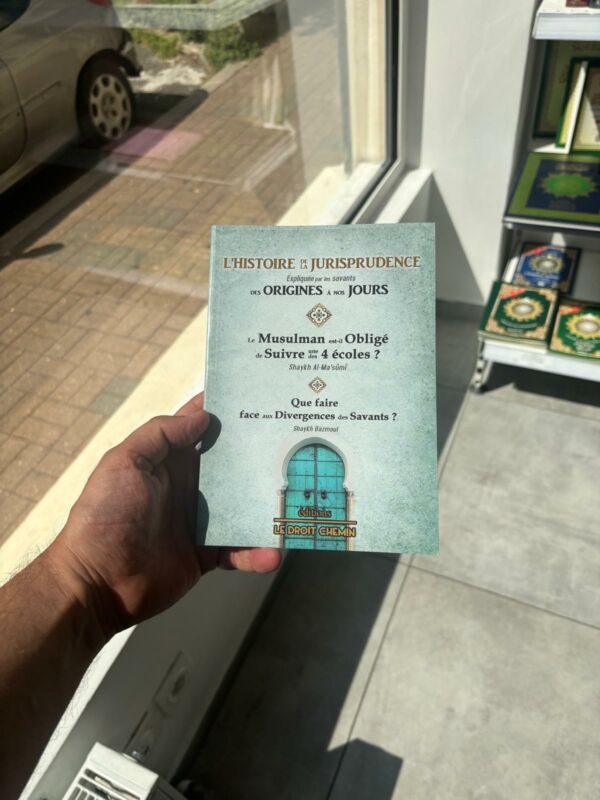 L'HISTOIRE DE LA JURISPRUDENCE
Expliquée par les savants
DES ORIGINES À NOS JOURS
Le Musulman est-il Obligé
de Suivre une des 4 écoles ?
Shaykh Al-Ma'sûmî
Que faire
face aux Divergences des Savants ?
Shaykh Bazmoul
éditions
LE DROIT CHEMIN